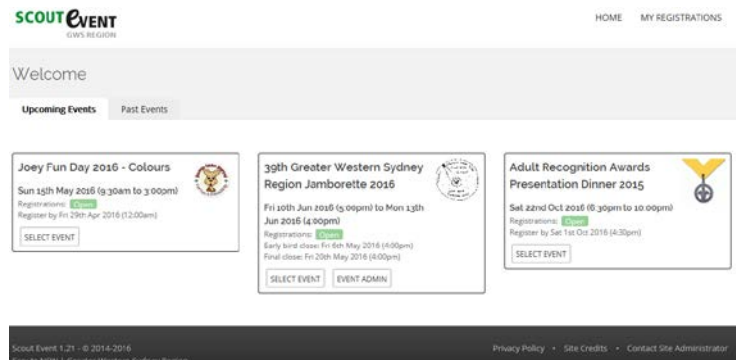 SCOUT EVENT
GWS REGION
HOME MY REGISTRATIONS
Welcome
Upcoming Events Past Events
Joey Fun Day 2016 - Colours
Sun 15th May 2016 (9:30am to 3:00pm)
Registrations: Open
Register by Fri 29th Apr 2016 (12:00am)
SELECT EVENT
39th Greater Western Sydney
Region Jamborette 2016
Fri 10th Jun 2016 (5:00pm) to Mon 13th
Jun 2016 (4:00pm)
Registrations: Open
Early bird close: Fri 6th May 2016 (4:00pm)
Final close: Fri 20th May 2016 (4:00pm)
SELECT EVENT EVENT ADMIN
Adult Recognition Awards
Presentation Dinner 2015
Sat 22nd Oct 2016 (6:30pm to 10:00pm)
Registrations: Open
Register by Sat 1st Oct 2016 (4:30pm)
SELECT EVENT
Scout Event 1.21 - © 2014-2016
Privacy Policy • Site Credits • Contact Site Administrator